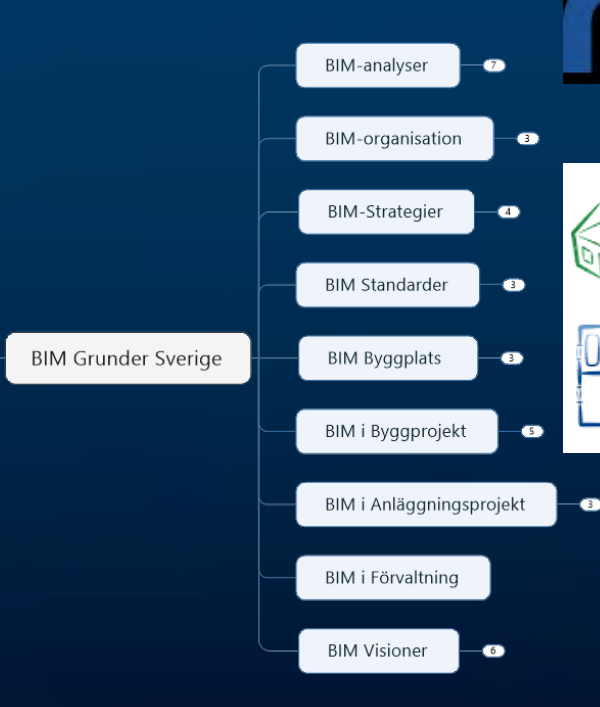 BIM-analyser
7
BIM-organisation
3
BIM-Strategier
4
BIM Standarder
3
BIM Grunder Sverige
BIM Byggplats
3
BIM i Byggprojekt
5
BIM i Anläggningsprojekt
3
BIM i Förvaltning
BIM Visioner
6